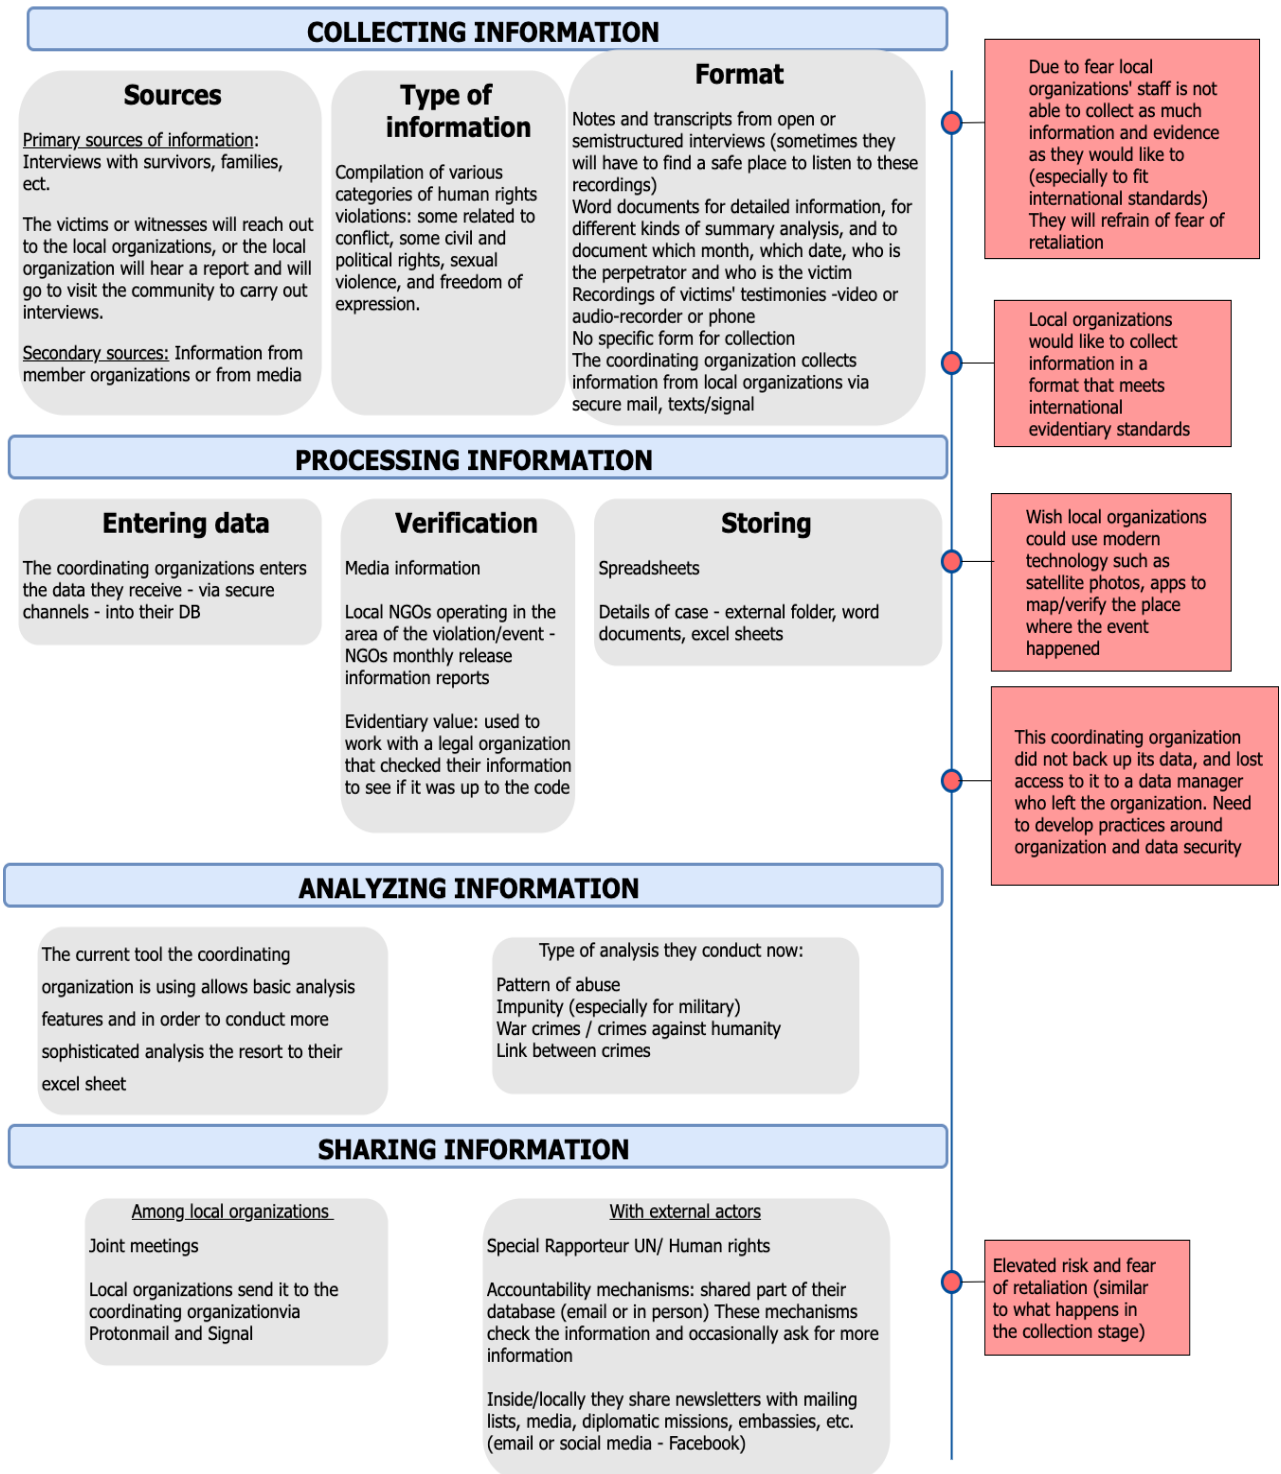 COLLECTING INFORMATION
Sources
Primary sources of information:
Interviews with survivors, families,
ect.
The victims or witnesses will reach out
to the local organizations, or the local
organization will hear a report and will
go to visit the community to carry out
interviews.
Secondary sources: Information from
member organizations or from media
Type of
information
Compilation of various
categories of human rights
violations: some related to
conflict, some civil and
political rights, sexual
violence, and freedom of
expression.
Format
Notes and transcripts from open or
semistructured interviews (sometimes they
will have to find a safe place to listen to these
recordings)
Word documents for detailed information, for
different kinds of summary analysis, and to
document which month, which date, who is
the perpetrator and who is the victim
Recordings of victims' testimonies -video or
audio-recorder or phone
No specific form for collection
The coordinating organization collects
information from local organizations via
secure mail, texts/signal
Due to fear local
organizations' staff is not
able to collect as much
information and evidence
as they would like to
(especially to fit
international standards)
They will refrain of fear of
retaliation
Local organizations
would like to collect
information in a
format that meets
international
evidentiary standards
PROCESSING INFORMATION
Entering data
The coordinating organizations enters
the data they receive - via secure
channels - into their DB
Verification
Media information
Local NGOs operating in the
area of the violation/event -
NGOs monthly release
information reports
Evidentiary value: used to
work with a legal organization
that checked their information
to see if it was up to the code
Storing
Spreadsheets
Details of case - external folder, word
documents, excel sheets
Wish local organizations
could use modern
technology such as
satellite photos, apps to
map/verify the place
where the event
happened
This coordinating organization
did not back up its data, and lost
access to it to a data manager
who left the organization. Need
to develop practices around
organization and data security
ANALYZING INFORMATION
The current tool the coordinating
organization is using allows basic analysis
features and in order to conduct more
sophisticated analysis the resort to their
excel sheet
Type of analysis they conduct now:
Pattern of abuse
Impunity (especially for military)
War crimes / crimes against humanity
Link between crimes
SHARING INFORMATION
Among local organizations
Joint meetings
Local organizations send it to the
coordinating organizationvia
Protonmail and Signal
With external actors
Special Rapporteur UN/ Human rights
Accountability mechanisms: shared part of their
database (email or in person) These mechanisms
check the information and occasionally ask for more
information
Inside/locally they share newsletters with mailing
lists, media, diplomatic missions, embassies, etc.
(email or social media - Facebook)
Elevated risk and fear
of retaliation (similar
to what happens in
the collection stage)